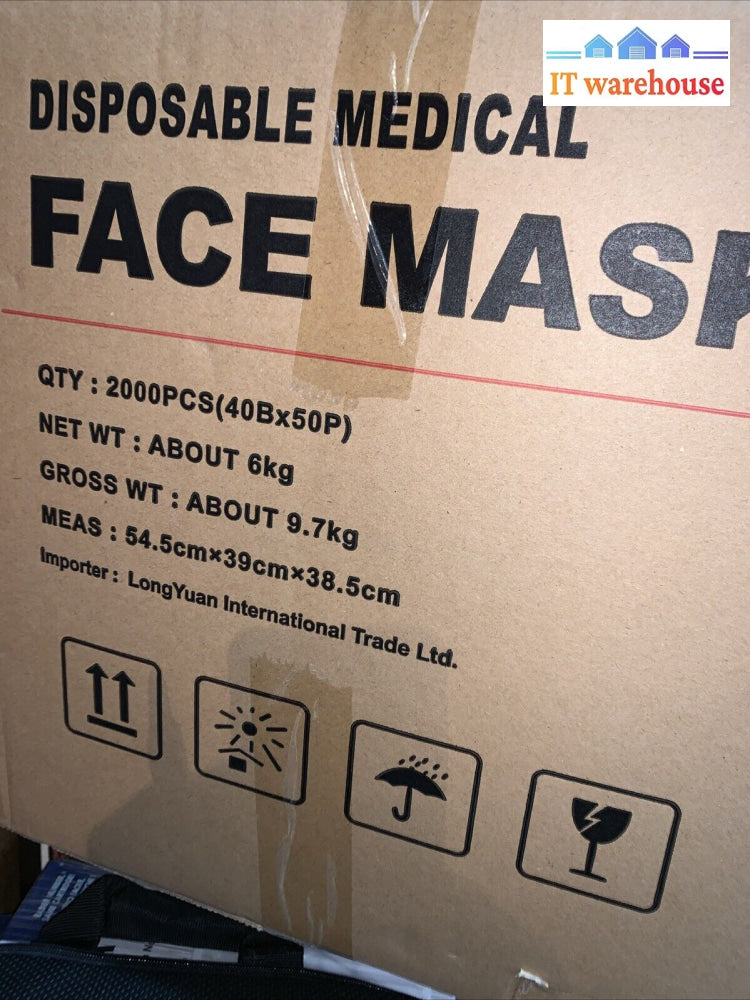 IT warehouse
DISPOSABLE MEDICAL
FACE MASK
QTY : 2000PCS(40Bx50P)
NET WT : ABOUT 6kg
GROSS WT : ABOUT 9.7kg
MEAS : 54.5cm×39cm×38.5cm
Importer : LongYuan International Trade Ltd.